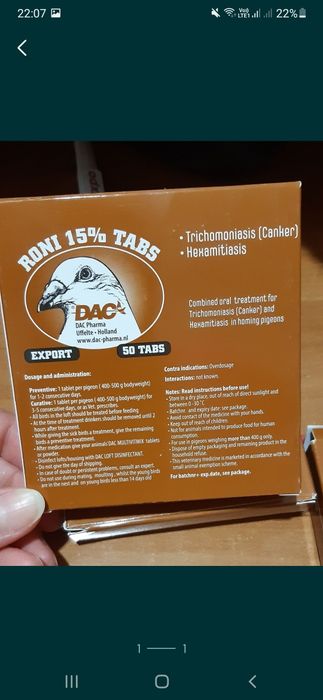 22:07
Vo))
LTE1
22%
RONI 15% TABS
DAC
DAC Pharma
Uffelte • Holland
www.dac-pharma.nl
EXPORT
50 TABS
• Trichomoniasis (Canker)
• Hexamitiasis
Combined oral treatment for
Trichomoniasis (Canker) and
Hexamitiasis in homing pigeons
Dosage and administration:
Preventive: 1 tablet per pigeon ( 400-500 g bodyweight)
for 1-2 consecutive days.
Curative: 1 tablet per pigeon ( 400-500 g bodyweight) for
3-5 consecutive days, or as Vet. prescribes.
• All birds in the loft should be treated before feeding
• At the time of treatment drinkers should be removed until 2
hours after treatment
• While giving the sick birds a treatment, give the remaining
birds a preventive treatment.
• After medication give your animals DAC MULTIVITMIX tablets
or powder.
• Disinfect lofts/housing with DAC LOFT DISINFECTANT.
• Do not give the day of shipping.
• In case of doubt or persistent problems, consult an expert.
• Do not use during mating, moulting, whilst the young birds
are in the nest and on young birds less than 14 days old
Contra indications: Overdosage
Interactions: not known.
Notes: Read instructions before use!
• Store in a dry place, out of reach of direct sunlight and
between 0-30 °C
• Batchnr. and expiry date: see package.
• Avoid contact of the medicine with your hands.
• Keep out of reach of children
• Not for animals intended to produce food for human
consumption.
• For use in pigeons weighing more than 400 g only.
• Dispose of empty packaging and remaining product in the
household refuse.
• This veterinary medicine is marketed in accordance with the
small animal exemption scheme.
For batchnr+ exp.date, see package.
1 — 1